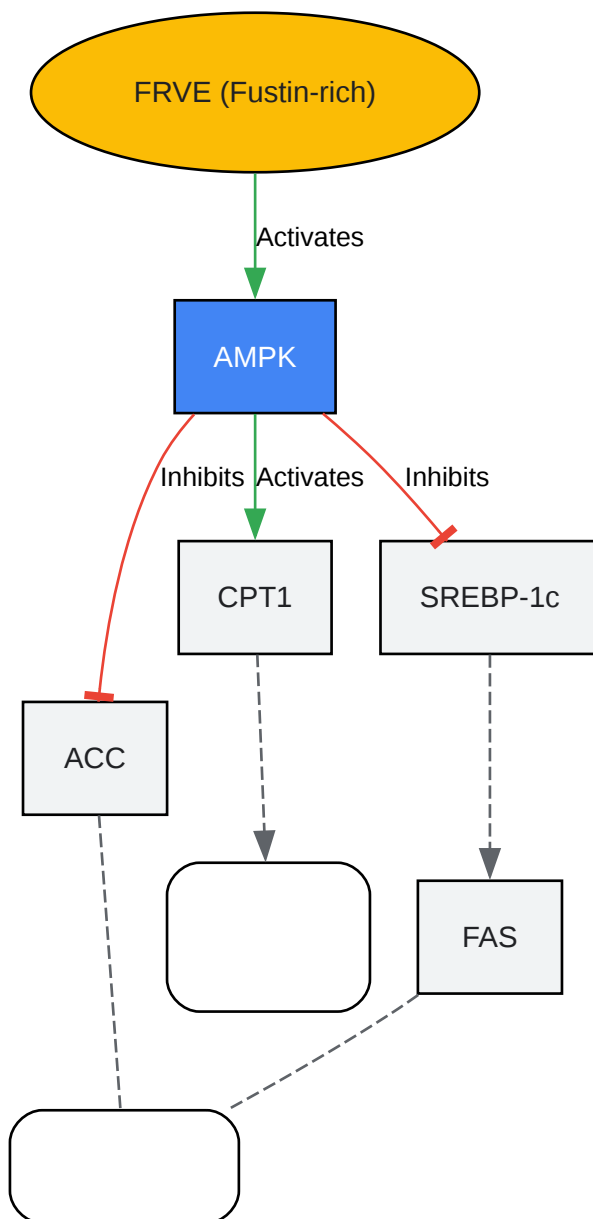 FRVE (Fustin-rich)
Activates
AMPK
Inhibits
Activates
Inhibits
CPT1
SREBP-1c
ACC
FAS